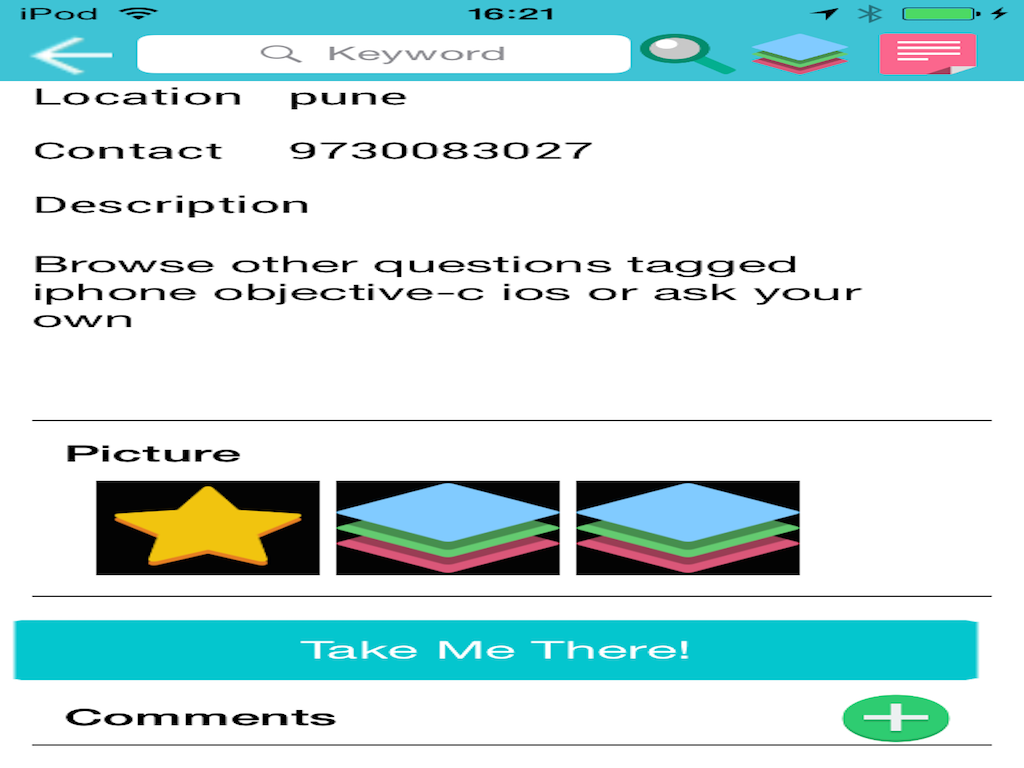 iPod 16:21
Keyword
Location pune
Contact 9730083027
Description
Browse other questions tagged
iphone objective-c ios or ask your
own
Picture
Take Me There!
Comments